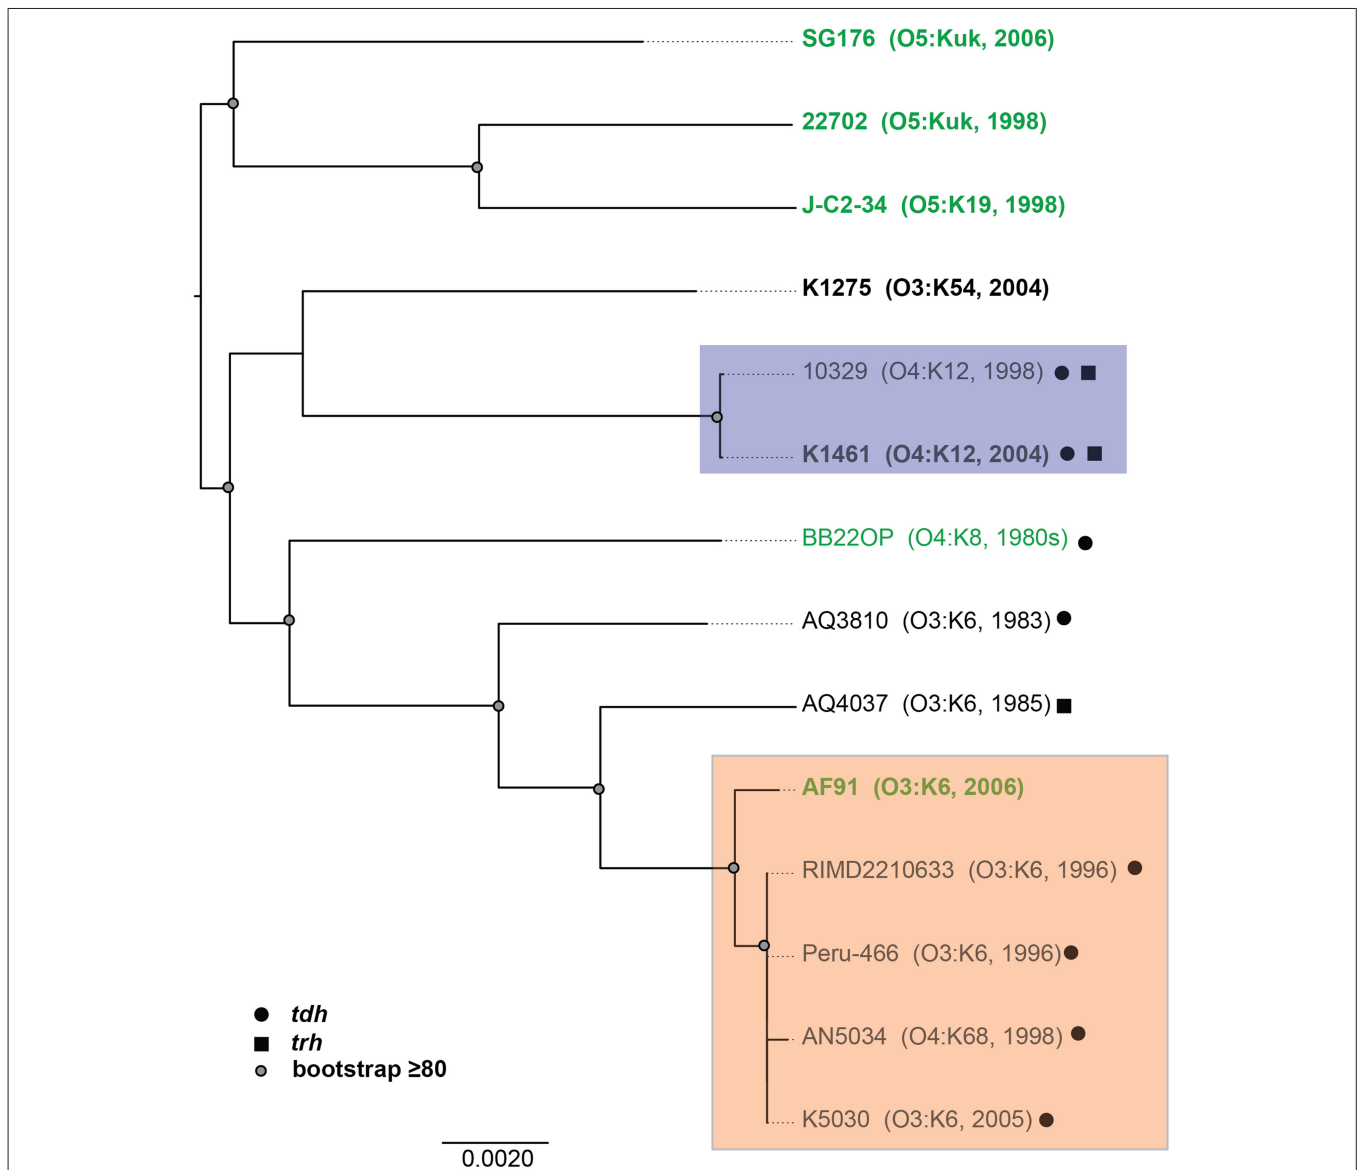 SG176 (O5:Kuk, 2006)
22702 (O5:Kuk, 1998)
J-C2-34 (O5:K19, 1998)
K1275 (O3:K54, 2004)
10329 (O4:K12, 1998)
K1461 (O4:K12, 2004)
BB22OP (O4:K8, 1980s)
AQ3810 (O3:K6, 1983)
AQ4037 (O3:K6, 1985)
AF91 (O3:K6, 2006)
RIMD2210633 (O3:K6, 1996)
Peru-466 (O3:K6, 1996)
AN5034 (O4:K68, 1998)
K5030 (O3:K6, 2005)
tdh
trh
bootstrap ≥80
0.0020